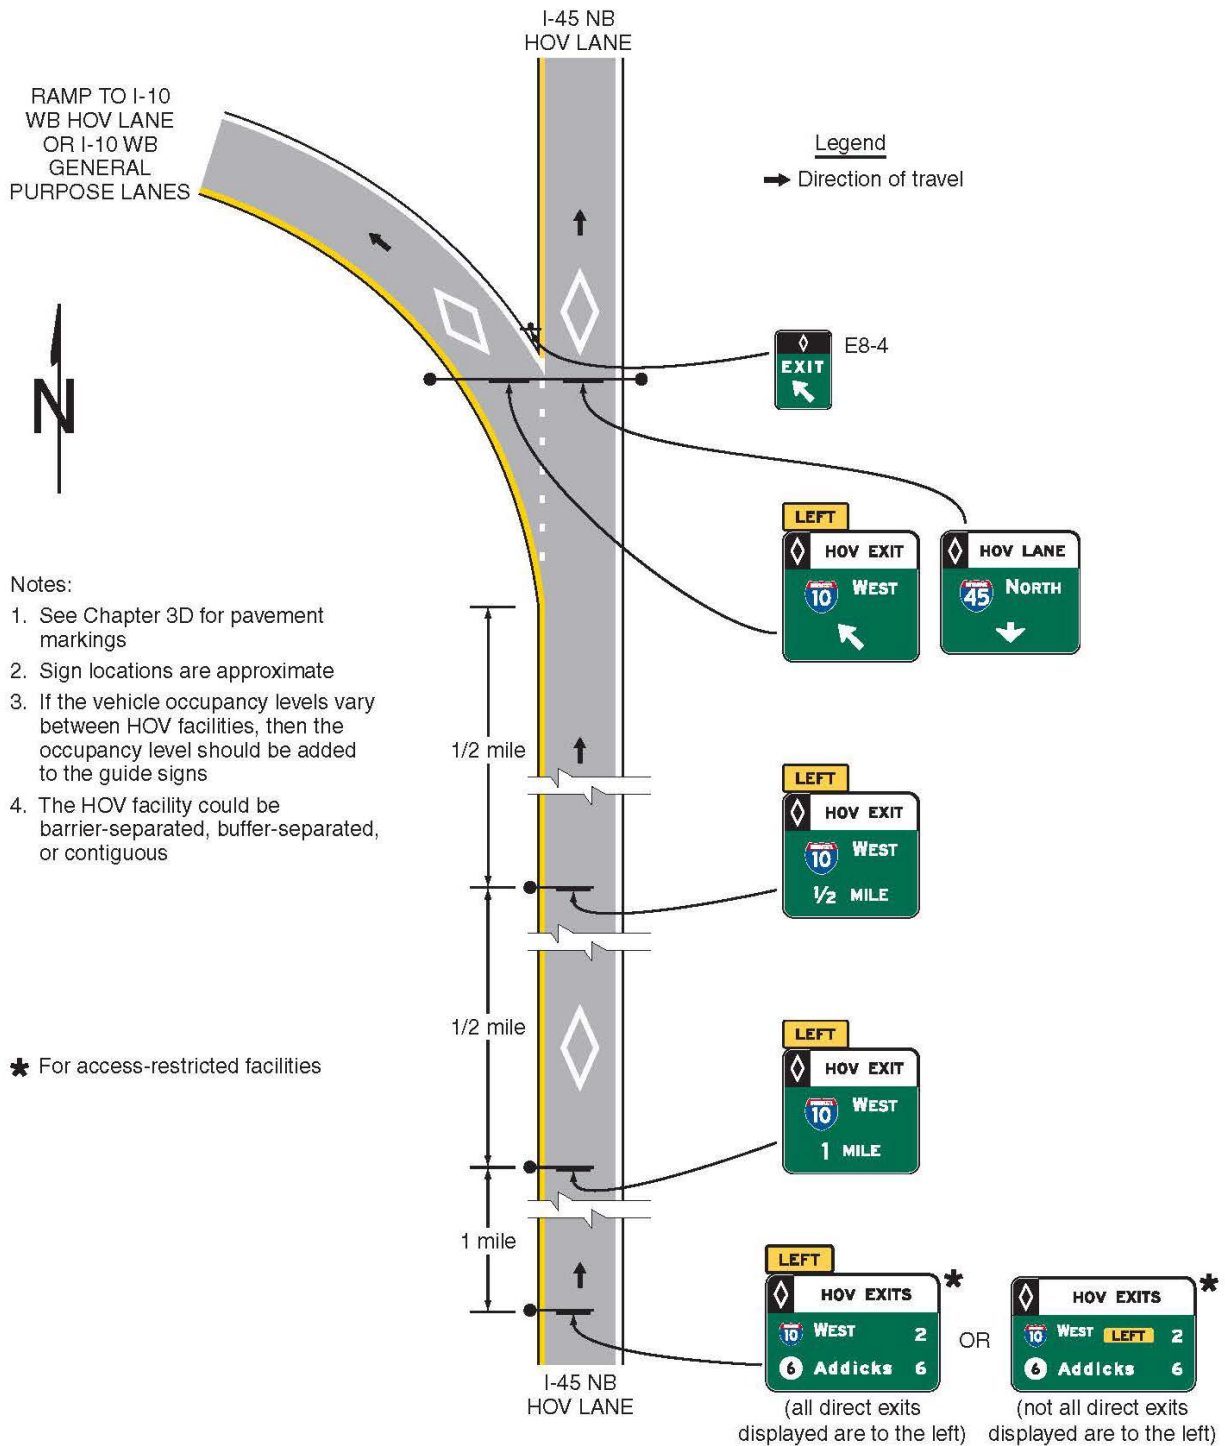 I-45 NB
HOV LANE
RAMP TO I-10
WB HOV LANE
OR I-10 WB
GENERAL
PURPOSE LANES
Legend
Direction of travel
N
EXIT
E8-4
LEFT
HOV EXIT
10 WEST
HOV LANE
45 NORTH
Notes:
1. See Chapter 3D for pavement
markings
2. Sign locations are approximate
3. If the vehicle occupancy levels vary
between HOV facilities, then the
occupancy level should be added
to the guide signs
4. The HOV facility could be
barrier-separated, buffer-separated,
or contiguous
1/2 mile
LEFT
HOV EXIT
10 WEST
1/2 MILE
1/2 mile
* For access-restricted facilities
LEFT
HOV EXIT
10 WEST
1 MILE
1 mile
LEFT
HOV EXITS *
10 WEST 2
6 Addicks 6
OR
HOV EXITS *
10 WEST LEFT 2
6 Addicks 6
I-45 NB
HOV LANE
(all direct exits
displayed are to the left)
(not all direct exits
displayed are to the left)